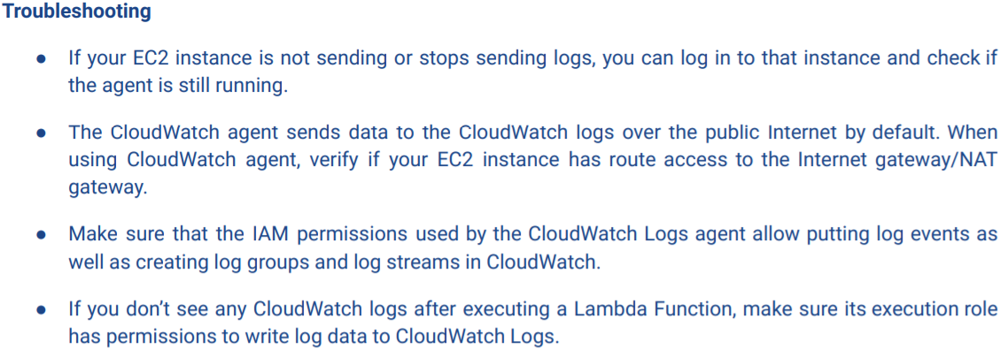 Troubleshooting
● If your EC2 instance is not sending or stops sending logs, you can log in to that instance and check if
the agent is still running.
● The CloudWatch agent sends data to the CloudWatch logs over the public Internet by default. When
using CloudWatch agent, verify if your EC2 instance has route access to the Internet gateway/NAT
gateway.
● Make sure that the IAM permissions used by the CloudWatch Logs agent allow putting log events as
well as creating log groups and log streams in CloudWatch.
● If you don’t see any CloudWatch logs after executing a Lambda Function, make sure its execution role
has permissions to write log data to CloudWatch Logs.